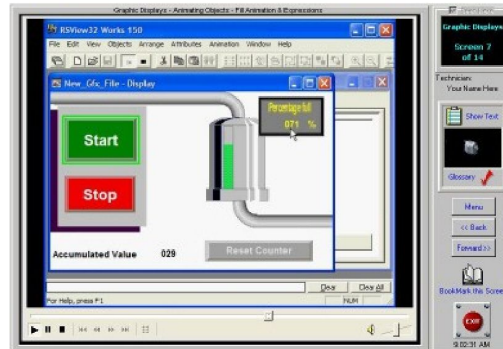 Graphic Displays - Animating Objects - Fill Animation & Expressions
RSView32 Works 150
File Edit View Objects Arrange Attributes Animation Window Help
New_Gfx_File - Display
Percentage full
071 %
Start
Stop
Accumulated Value 029
Reset Counter
Clear Clear All
For Help, press F1
NUM
Graphic Displays
Screen 7
of 14
Technician:
Your Name Here
Show Text
Glossary
Menu
<< Back
Forward >>
BookMark this Scree
EXIT
9:02:31 AM